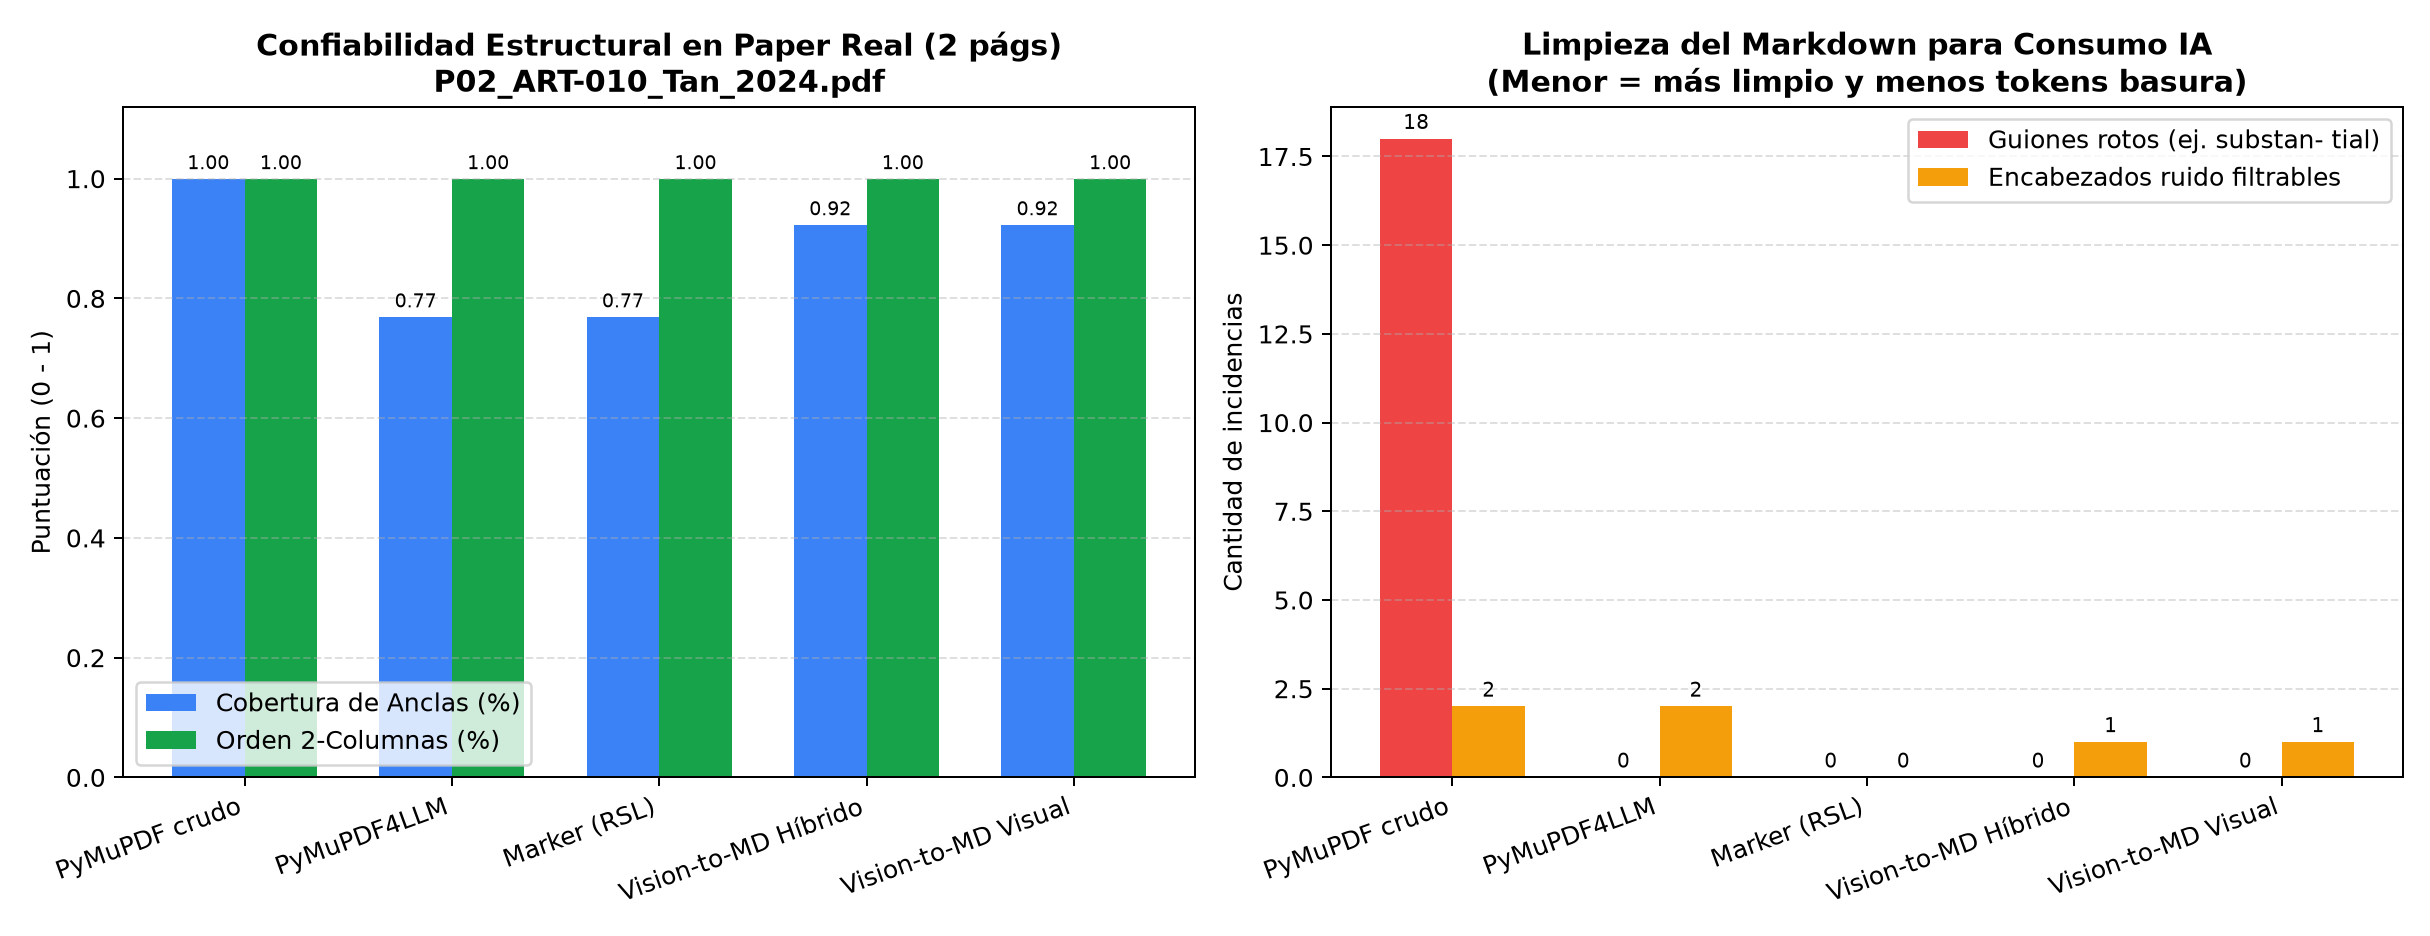 Confiabilidad Estructural en Paper Real (2 págs)
P02_ART-010_Tan_2024.pdf
Puntuación (0 - 1)
1.0
0.8
0.6
0.4
0.2
0.0
1.00
1.00
0.77
1.00
0.77
1.00
0.92
1.00
0.92
1.00
Cobertura de Anclas (%)
Orden 2-Columnas (%)
PyMuPDF crudo
PyMuPDF4LLM
Marker (RSL)
Vision-to-MD Híbrido
Vision-to-MD Visual
Limpieza del Markdown para Consumo IA
(Menor = más limpio y menos tokens basura)
Cantidad de incidencias
17.5
15.0
12.5
10.0
7.5
5.0
2.5
0.0
18
2
0
2
0
0
0
1
0
1
Guiones rotos (ej. substan- tial)
Encabezados ruido filtrables
PyMuPDF crudo
PyMuPDF4LLM
Marker (RSL)
Vision-to-MD Híbrido
Vision-to-MD Visual